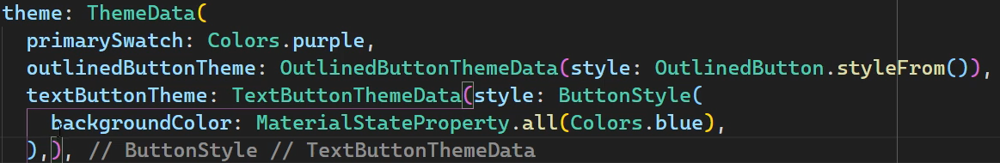 theme: ThemeData(
primarySwatch: Colors.purple,
outlinedButtonTheme: OutlinedButtonThemeData(style: OutlinedButton.styleFrom()),
textButtonTheme: TextButtonThemeData(style: ButtonStyle(
backgroundColor: MaterialStateProperty.all(Colors.blue),
),), // ButtonStyle // TextButtonThemeData